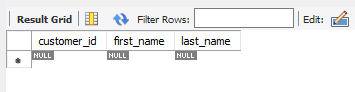 Result Grid Filter Rows: Edit:
customer_id first_name last_name
NULL NULL NULL